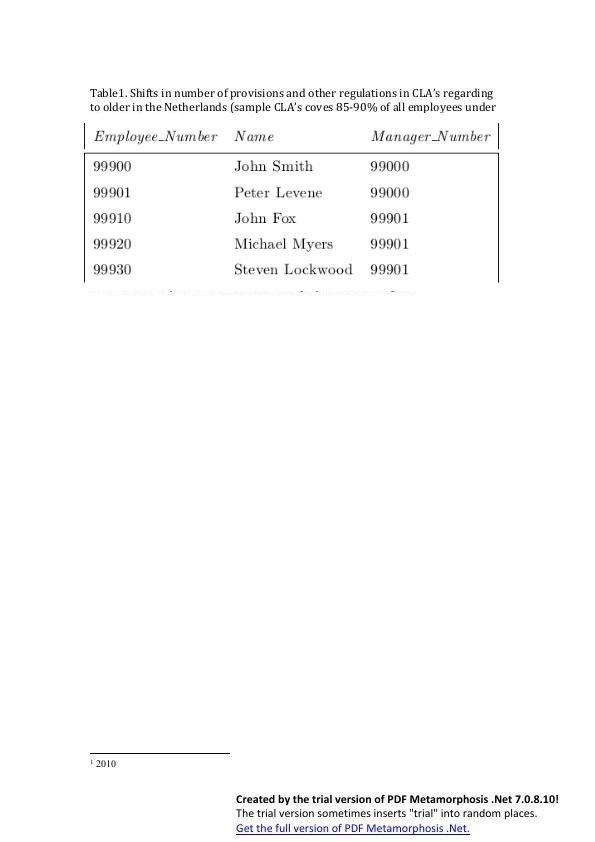 Table1. Shifts in number of provisions and other regulations in CLA's regarding
to older in the Netherlands (sample CLA's coves 85-90% of all employees under
Employee_Number Name Manager_Number
99900 John Smith 99000
99901 Peter Levene 99000
99910 John Fox 99901
99920 Michael Myers 99901
99930 Steven Lockwood 99901
1 2010
Created by the trial version of PDF Metamorphosis .Net 7.0.8.10!
The trial version sometimes inserts "trial" into random places.
Get the full version of PDF Metamorphosis .Net.